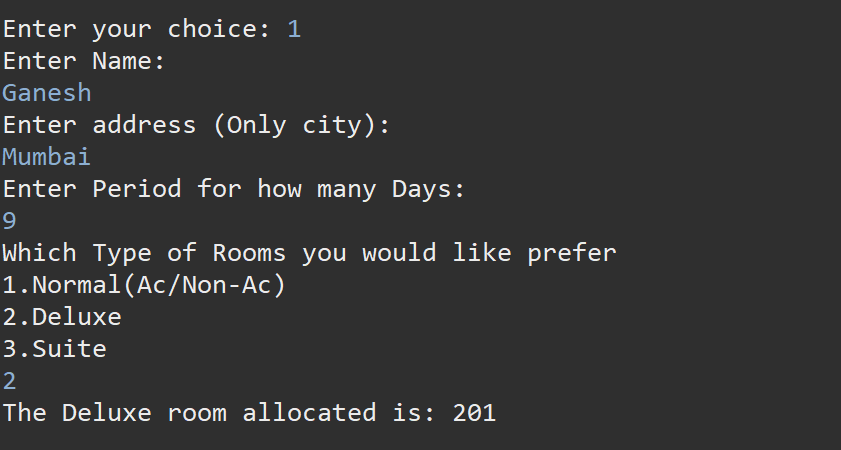 Enter your choice: 1
Enter Name:
Ganesh
Enter address (Only city):
Mumbai
Enter Period for how many Days:
9
Which Type of Rooms you would like prefer
1.Normal(Ac/Non-Ac)
2.Deluxe
3.Suite
2
The Deluxe room allocated is: 201